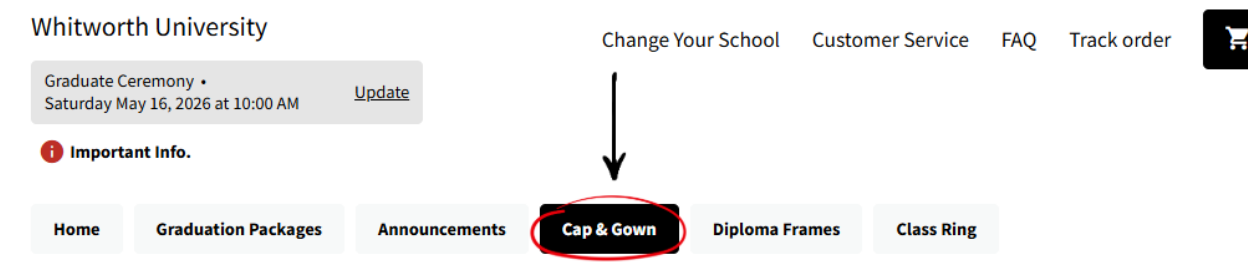 Whitworth University
Change Your School Customer Service FAQ Track order
Graduate Ceremony •
Saturday May 16, 2026 at 10:00 AM
Update
Important Info.
Home Graduation Packages Announcements Cap & Gown Diploma Frames Class Ring